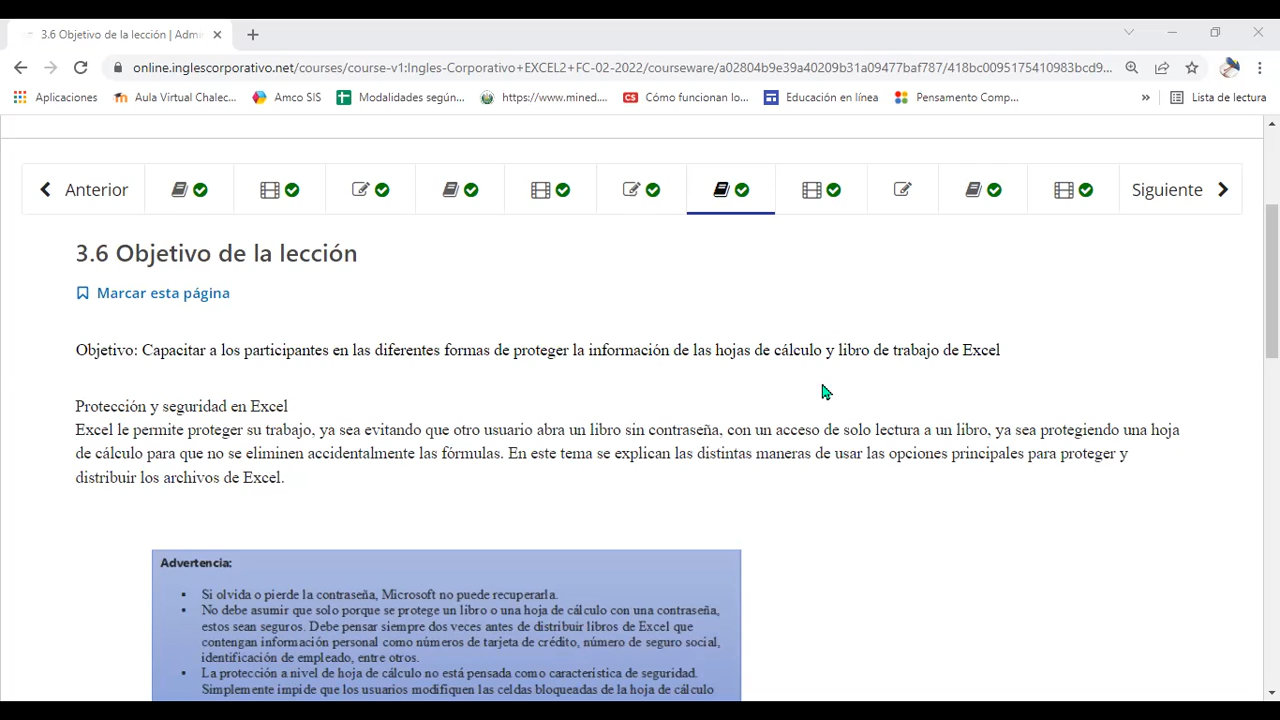 3.6 Objetivo de la lección | Admi
online.inglescorporativo.net/courses/course-v1:Ingles-Corporativo+EXCEL2+FC-02-2022/courseware/a02804b9e39a40209b31a09477baf787/418bc0095175410983bcd9...
Aplicaciones Aula Virtual Chalec... Amco SIS Modalidades según,... https://www.mined.... CS Cómo funcionan lo... Educación en línea Pensamento Comp... » Lista de lectura
Anterior Siguiente
3.6 Objetivo de la lección
Marcar esta página
Objetivo: Capacitar a los participantes en las diferentes formas de proteger la información de las hojas de cálculo y libro de trabajo de Excel
Protección y seguridad en Excel
Excel le permite proteger su trabajo, ya sea evitando que otro usuario abra un libro sin contraseña, con un acceso de solo lectura a un libro, ya sea protegiendo una hoja
de cálculo para que no se eliminen accidentalmente las fórmulas. En este tema se explican las distintas maneras de usar las opciones principales para proteger y
distribuir los archivos de Excel.
Advertencia:
• Si olvida o pierde la contraseña, Microsoft no puede recuperarla.
• No debe asumir que solo porque se protege un libro o una hoja de cálculo con una contraseña,
estos sean seguros. Debe pensar siempre dos veces antes de distribuir libros de Excel que
contengan información personal como números de tarjeta de crédito, número de seguro social,
identificación de empleado, entre otros.
• La protección a nivel de hoja de cálculo no está pensada como característica de seguridad.
Simplemente impide que los usuarios modifiquen las celdas bloqueadas de la hoja de cálculo